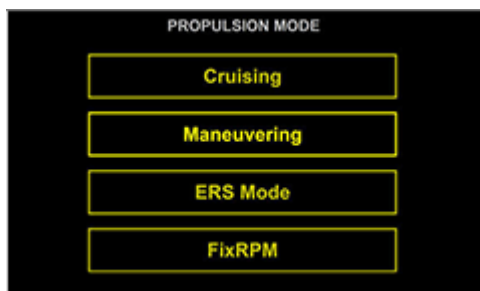 PROPULSION MODE
Cruising
Maneuvering
ERS Mode
FixRPM